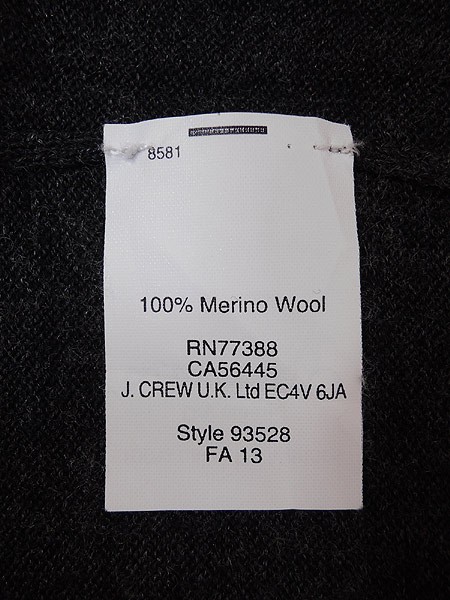 8581
100% Merino Wool
RN77388
CA56445
J. CREW U.K. Ltd EC4V 6JA
Style 93528
FA 13